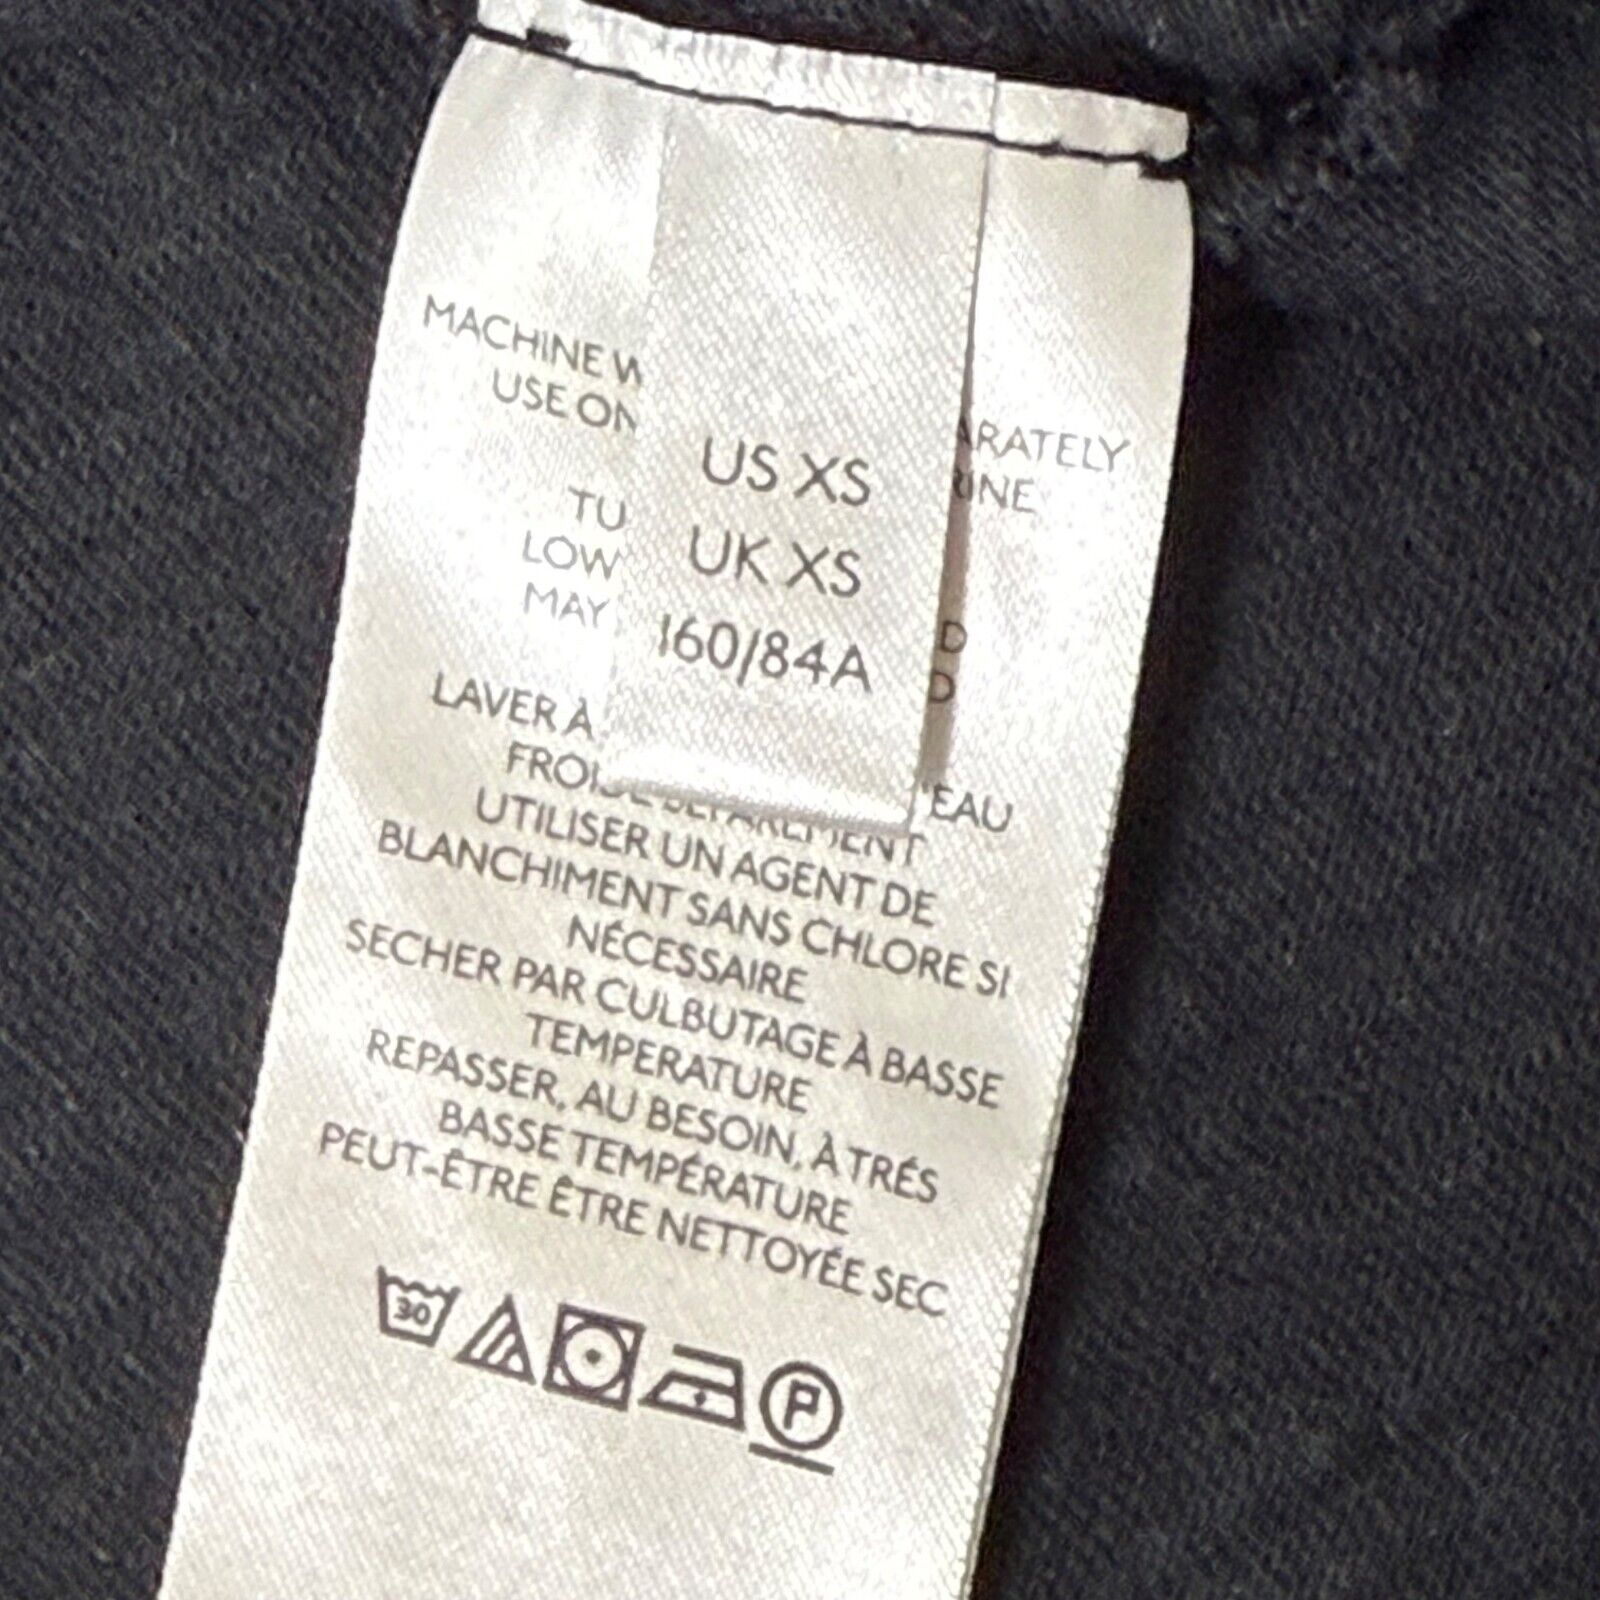 MACHINE W
USE ON
ARATELY
INE
TU
LOW
MAY
D
D
US XS
UK XS
160/84A
LAVER À
FROI
'EAU
SÉPARÉMENT
UTILISER UN AGENT DE
BLANCHIMENT SANS CHLORE SI
NÉCESSAIRE
SECHER PAR CULBUTAGE À BASSE
TEMPERATURE
REPASSER, AU BESOIN, À TRÉS
BASSE TEMPÉRATURE
PEUT-ÊTRE ÊTRE NETTOYÉE SEC
30
P